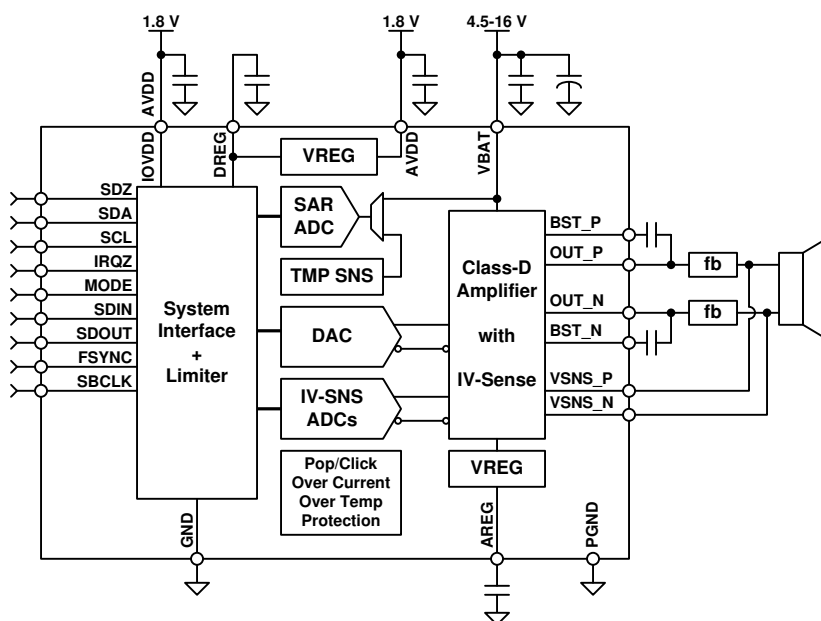 1.8 V
1.8 V
4.5-16 V
AVDD
IOVDD
DREG
AVDD
VBAT
VREG
SDZ
SDA
SCL
IRQZ
MODE
SDIN
SDOUT
FSYNC
SBCLK
System
Interface
+
Limiter
SAR
ADC
TMP SNS
DAC
IV-SNS
ADCs
Pop/Click
Over Current
Over Temp
Protection
Class-D
Amplifier
with
IV-Sense
VREG
BST_P
OUT_P
OUT_N
BST_N
VSNS_P
VSNS_N
fb
fb
GND
AREG
PGND